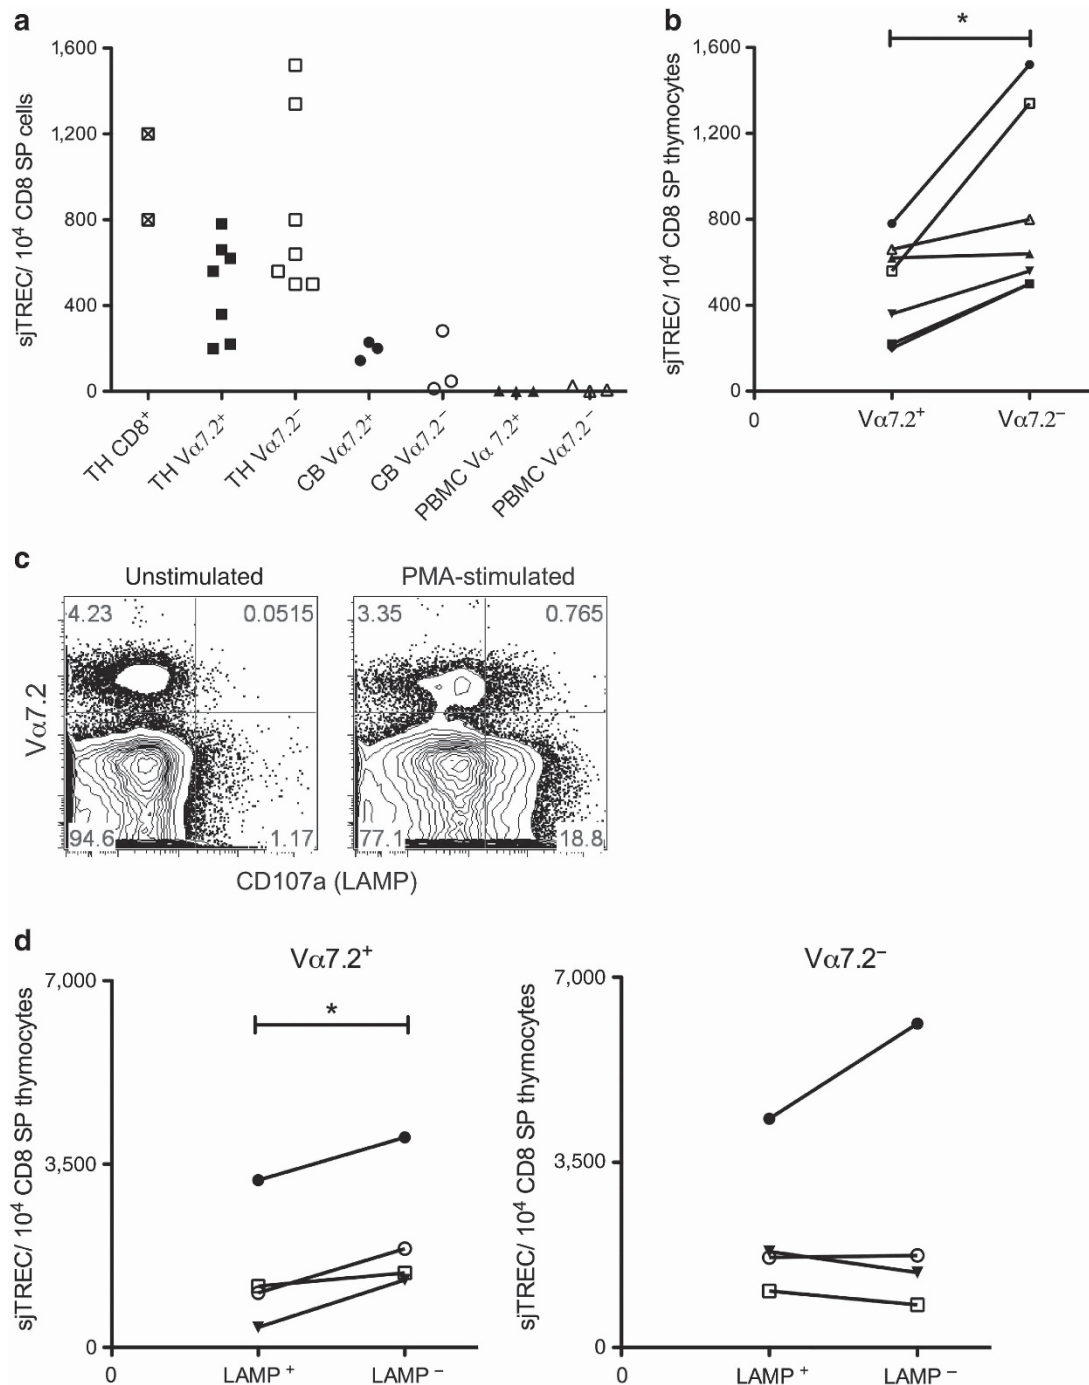 a
1,600
1,200
800
400
0
sjTREC/ 10⁴ CD8 SP cells
TH CD8⁺
TH Vα7.2⁺
TH Vα7.2⁻
CB Vα7.2⁺
CB Vα7.2⁻
PBMC Vα 7.2⁺
PBMC Vα7.2⁻
b
*
1,600
1,200
800
400
0
sjTREC/ 10⁴ CD8 SP thymocytes
0
Vα7.2⁺
Vα7.2⁻
c
Unstimulated
PMA-stimulated
4.23
0.0515
3.35
0.765
Vα7.2
94.6
1.17
77.1
18.8
CD107a (LAMP)
d
Vα7.2⁺
7,000
*
3,500
0
sjTREC/ 10⁴ CD8 SP thymocytes
0
LAMP ⁺
LAMP ⁻
Vα7.2⁻
7,000
3,500
0
sjTREC/ 10⁴ CD8 SP thymocytes
0
LAMP ⁺
LAMP ⁻